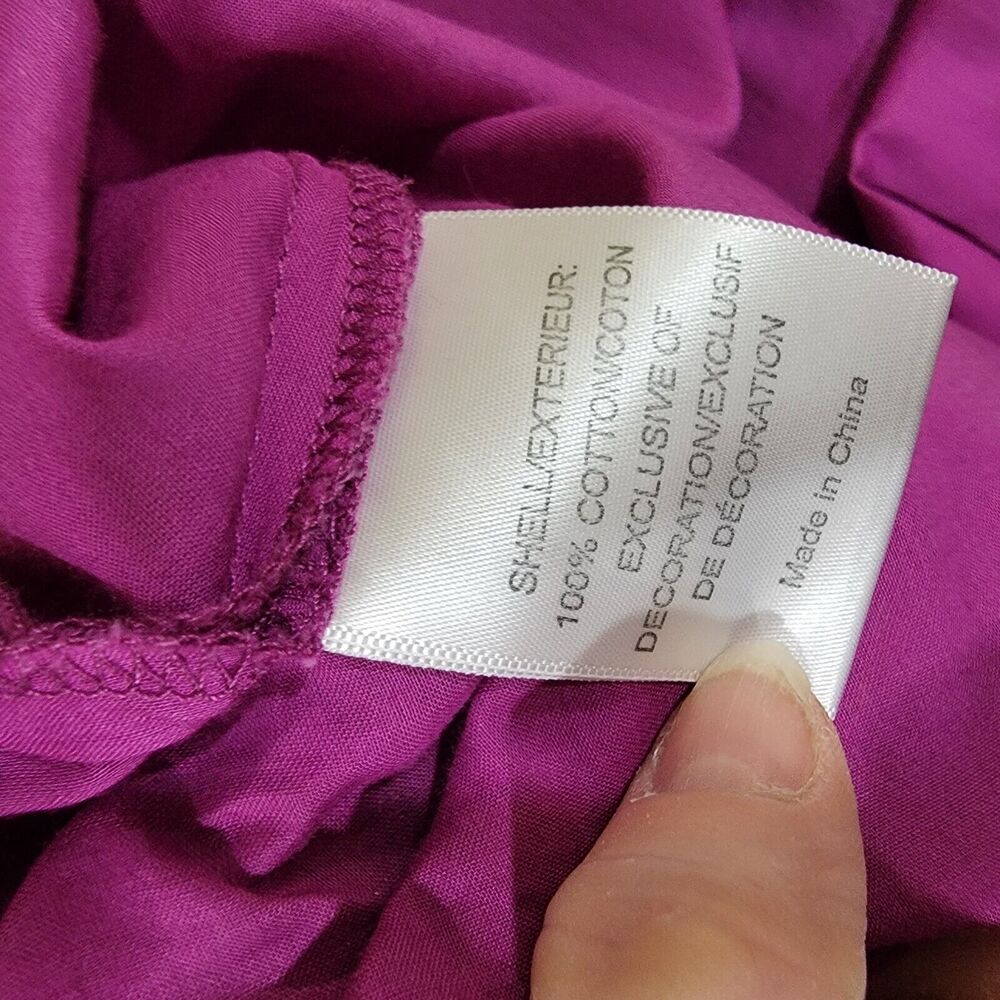 SHELL/EXTERIEUR:
100% COTTON/COTON
EXCLUSIVE OF
DECORATION/EXCLUSIF
DE DÉCORATION
Made in China